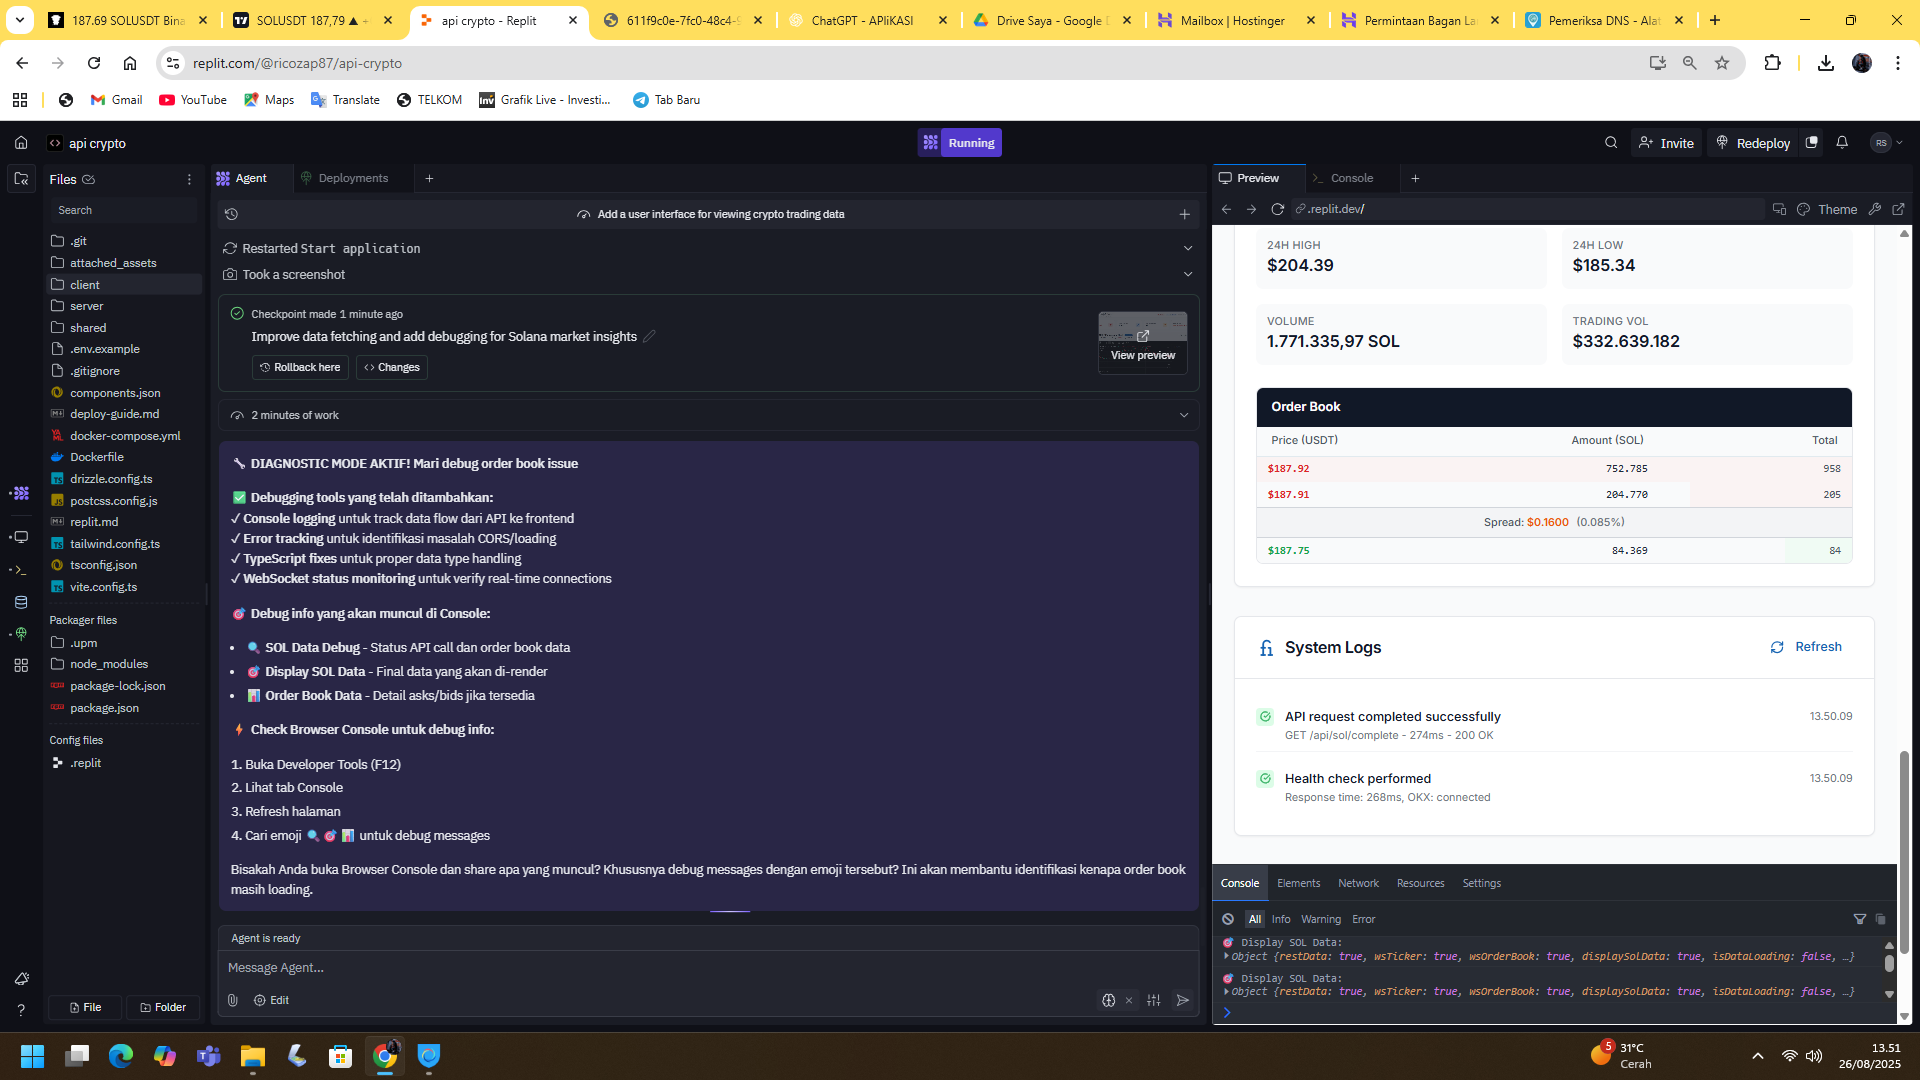 187.69 SOLUSDT Bina
SOLUSDT 187,79 ▲
api crypto - Replit
611f9c0e-7fc0-48c4-9
ChatGPT - APIiKASI
Drive Saya - Google D
Mailbox | Hostinger
Permintaan Bagan La
Pemeriksa DNS - Alat
replit.com/@ricozap87/api-crypto
Gmail
YouTube
Maps
Translate
TELKOM
Grafik Live - Investi...
Tab Baru
api crypto
Running
Invite
Redeploy
RS
Files
Search
.git
attached_assets
client
server
shared
.env.example
.gitignore
components.json
deploy-guide.md
docker-compose.yml
Dockerfile
drizzle.config.ts
postcss.config.js
replit.md
tailwind.config.ts
tsconfig.json
vite.config.ts
Packager files
.upm
node_modules
package-lock.json
package.json
Config files
.replit
File
Folder
Agent
Deployments
Add a user interface for viewing crypto trading data
Restarted Start application
Took a screenshot
Checkpoint made 1 minute ago
Improve data fetching and add debugging for Solana market insights
Rollback here
Changes
View preview
2 minutes of work
🔧 DIAGNOSTIC MODE AKTIF! Mari debug order book issue
✅ Debugging tools yang telah ditambahkan:
✓ Console logging untuk track data flow dari API ke frontend
✓ Error tracking untuk identifikasi masalah CORS/loading
✓ TypeScript fixes untuk proper data type handling
✓ WebSocket status monitoring untuk verify real-time connections
🎯 Debug info yang akan muncul di Console:
• 🔍 SOL Data Debug - Status API call dan order book data
• 🎯 Display SOL Data - Final data yang akan di-render
• 📊 Order Book Data - Detail asks/bids jika tersedia
⚡ Check Browser Console untuk debug info:
1. Buka Developer Tools (F12)
2. Lihat tab Console
3. Refresh halaman
4. Cari emoji 🔍 🎯 📊 untuk debug messages
Bisakah Anda buka Browser Console dan share apa yang muncul? Khususnya debug messages dengan emoji tersebut? Ini akan membantu identifikasi kenapa order book
masih loading.
Agent is ready
Message Agent...
Edit
Preview
Console
.replit.dev/
Theme
24H HIGH
$204.39
24H LOW
$185.34
VOLUME
1.771.335,97 SOL
TRADING VOL
$332.639.182
Order Book
Price (USDT) Amount (SOL) Total
$187.92 752.785 958
$187.91 204.770 205
Spread: $0.1600 (0.085%)
$187.75 84.369 84
System Logs
Refresh
API request completed successfully 13.50.09
GET /api/sol/complete - 274ms - 200 OK
Health check performed 13.50.09
Response time: 268ms, OKX: connected
Console Elements Network Resources Settings
All Info Warning Error
🎯 Display SOL Data:
Object {restData: true, wsTicker: true, wsOrderBook: true, displaySolData: true, isDataLoading: false, …}
🎯 Display SOL Data:
Object {restData: true, wsTicker: true, wsOrderBook: true, displaySolData: true, isDataLoading: false, …}
5
31°C
Cerah
13.51
26/08/2025